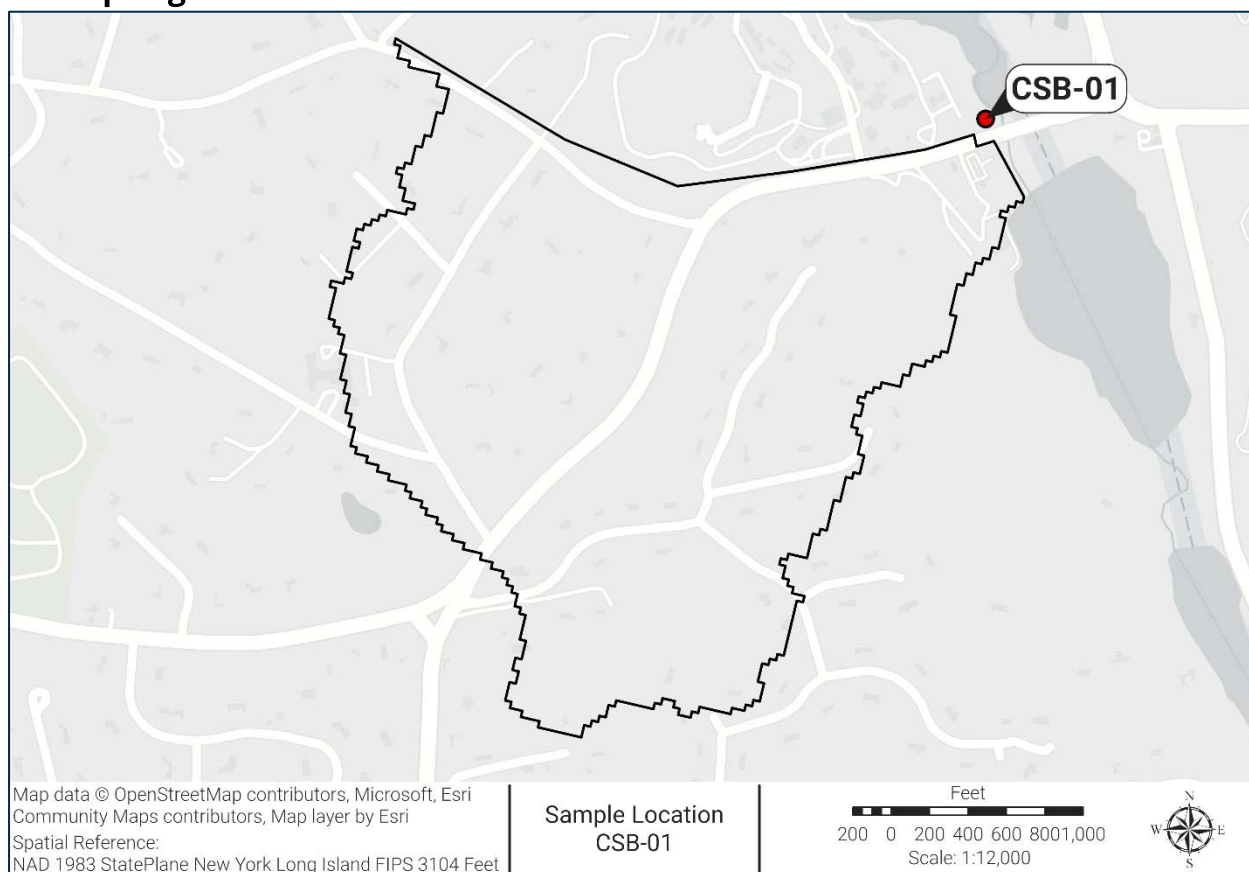 CSB-01
Map data © OpenStreetMap contributors, Microsoft, Esri
Community Maps contributors, Map layer by Esri
Spatial Reference:
NAD 1983 StatePlane New York Long Island FIPS 3104 Feet
Sample Location
CSB-01
Feet
200 0 200 400 600 8001,000
Scale: 1:12,000
N
W E
S